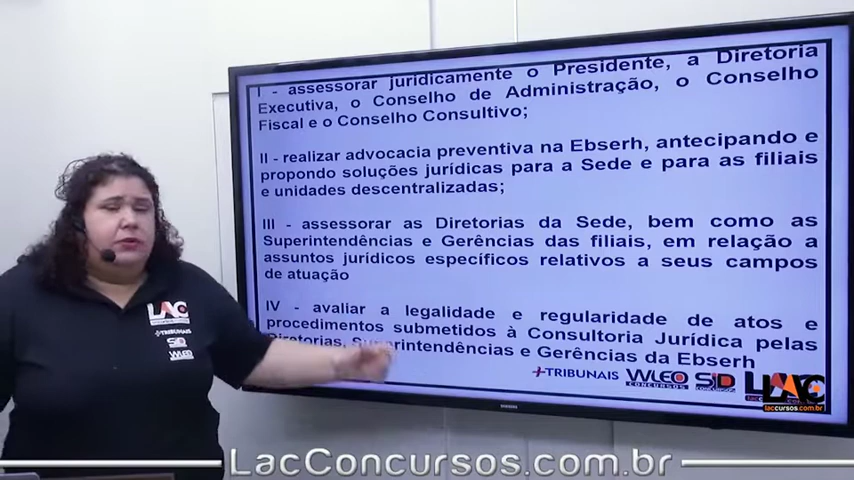 I - assessorar jurídicamente o Presidente, a Diretoria
Executiva, o Conselho de Administração, o Conselho
Fiscal e o Conselho Consultivo;
II - realizar advocacia preventiva na Ebserh, antecipando e
propondo soluções jurídicas para a Sede e para as filiais
e unidades descentralizadas;
III - assessorar as Diretorias da Sede, bem como as
Superintendências e Gerências das filiais, em relação a
assuntos jurídicos específicos relativos a seus campos
de atuação
IV - avaliar a legalidade e regularidade de atos e
procedimentos submetidos à Consultoria Jurídica pelas
Diretorias, Superintendências e Gerências da Ebserh
+TRIBUNAIS WLEO CONCURSOS SID CONCURSOS LAC
LACCURSOS.COM.BR
LAC
+TRIBUNAIS
SID
WLEO
LacConcursos.com.br